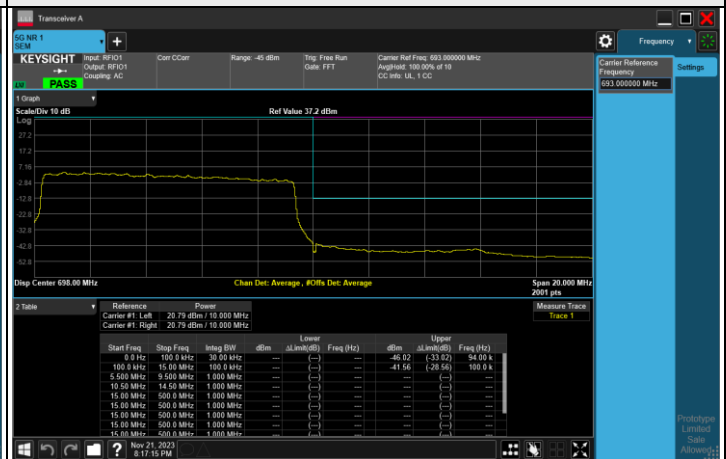 Transceiver A
5G NR 1
SEM
Frequency
KEYSIGHT
Input: RFIO1
Output: RFIO1
Coupling: AC
Corr CCorr
Range: -45 dBm
Trig: Free Run
Gate: FFT
Carrier Ref Freq: 693.000000 MHz
Avg|Hold: 100.00% of 10
CC Info: UL, 1 CC
PASS
Carrier Reference
Frequency
693.000000 MHz
Settings
1 Graph
Scale/Div 10 dB
Ref Value 37.2 dBm
Log
27.2
17.2
7.16
-2.84
-12.8
-22.8
-32.8
-42.8
-52.8
Disp Center 698.00 MHz
Chan Det: Average, #Offs Det: Average
Span 20.000 MHz
2001 pts
2 Table
Reference Power
Carrier #1: Left 20.79 dBm / 10.000 MHz
Carrier #1: Right 20.79 dBm / 10.000 MHz
Measure Trace
Trace 1
Lower Upper
Start Freq Stop Freq Integ BW dBm ΔLimit(dB) Freq (Hz) dBm ΔLimit(dB) Freq (Hz)
0.0 Hz 100.0 kHz 30.00 kHz --- (---) --- -46.02 (-33.02) 94.00 k
100.0 kHz 15.00 MHz 100.0 kHz --- (---) --- -41.56 (-28.56) 100.0 k
5.500 MHz 9.500 MHz 1.000 MHz --- (---) --- --- (---) ---
10.50 MHz 14.50 MHz 1.000 MHz --- (---) --- --- (---) ---
15.00 MHz 500.0 MHz 1.000 MHz --- (---) --- --- (---) ---
15.00 MHz 500.0 MHz 1.000 MHz --- (---) --- --- (---) ---
15.00 MHz 500.0 MHz 1.000 MHz --- (---) --- --- (---) ---
15.00 MHz 500.0 MHz 1.000 MHz --- (---) --- --- (---) ---
Prototype
Limited
Sale
Allowed
?
Nov 21, 2023
8:17:15 PM